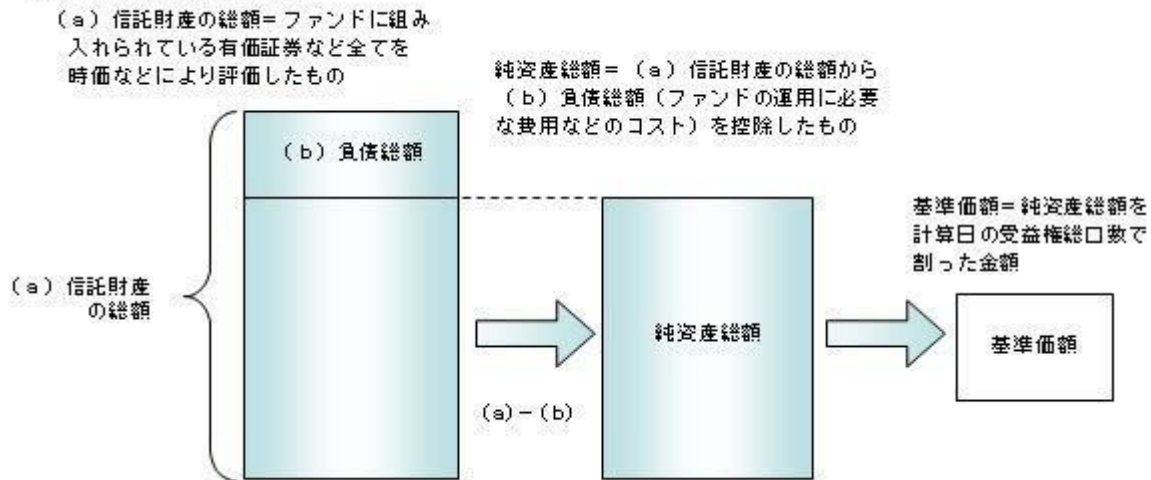 (a)信託財産の総額=ファンドに組み
入れられている有価証券など全てを
時価などにより評価したもの
純資産総額=(a)信託財産の総額から
(b)負債総額(ファンドの運用に必要
な費用などのコスト)を控除したもの
(b)負債総額
基準価額=純資産総額を
計算日の受益権総口数で
割った金額
(a)信託財産
の総額
純資産総額
基準価額
(a)-(b)